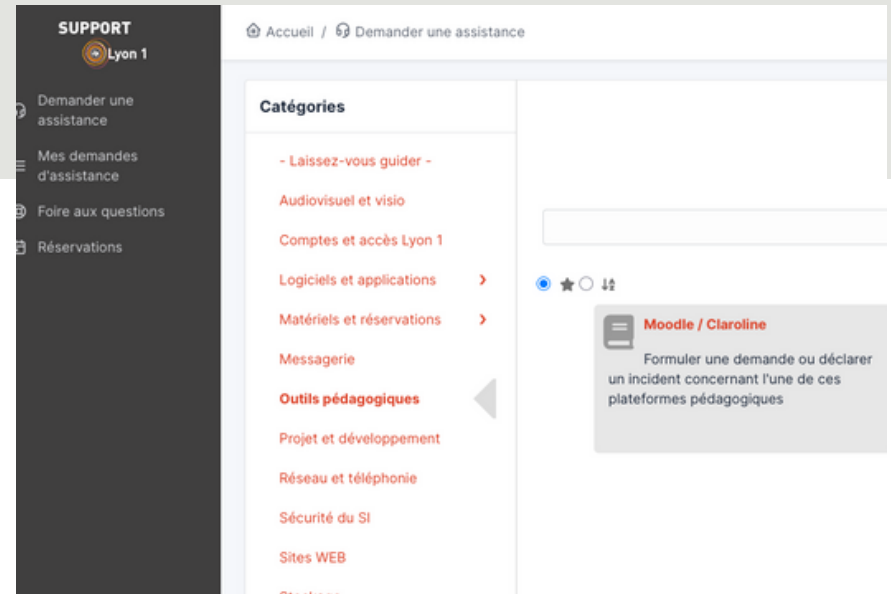 SUPPORT
Lyon 1
Demander une
assistance
Mes demandes
d'assistance
Foire aux questions
Réservations
Accueil / Demander une assistance
Catégories
- Laissez-vous guider -
Audiovisuel et visio
Comptes et accès Lyon 1
Logiciels et applications
Matériels et réservations
Messagerie
Outils pédagogiques
Projet et développement
Réseau et téléphonie
Sécurité du SI
Sites WEB
Moodle / Claroline
Formuler une demande ou déclarer
un incident concernant l'une de ces
plateformes pédagogiques